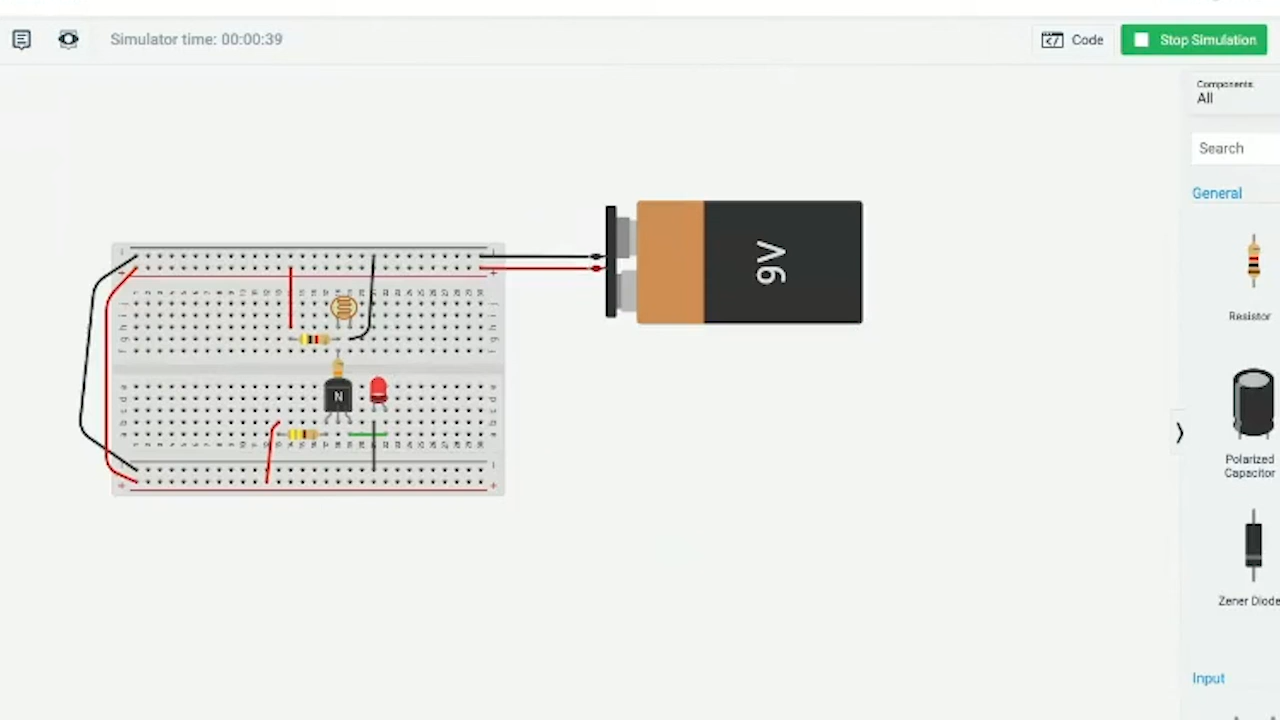 Simulator time: 00:00:39
Code
Stop Simulation
Components
All
Search
General
9V
N
Resistor
Polarized
Capacitor
Zener Diode
Input